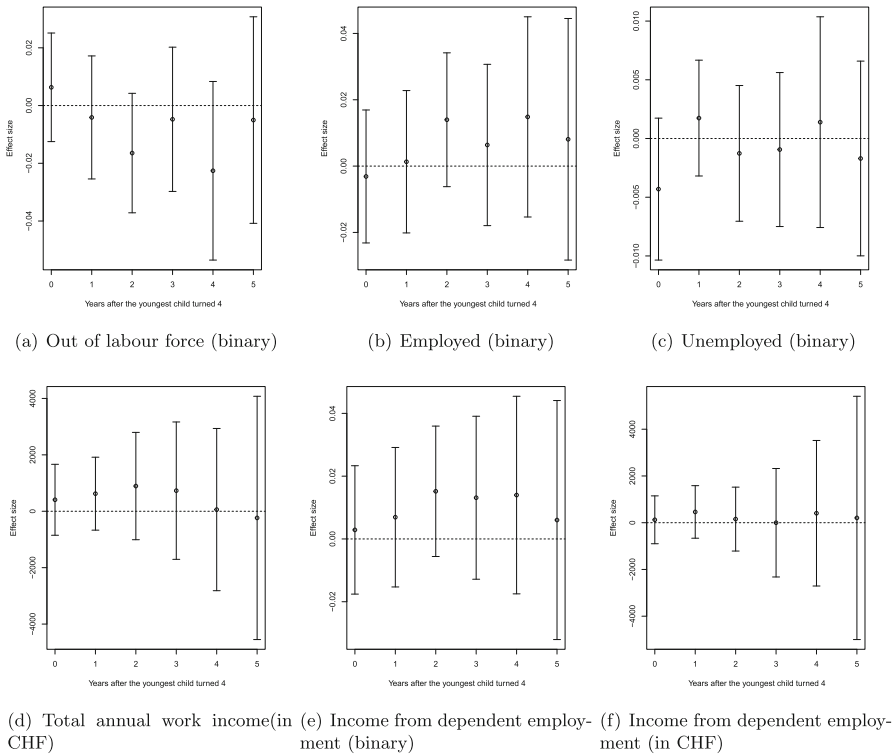 0.02
0.00
−0.02
−0.04
Effect size
0 1 2 3 4 5
Years after the youngest child turned 4
(a) Out of labour force (binary)
0.04
0.02
0.00
−0.02
Effect size
0 1 2 3 4 5
Years after the youngest child turned 4
(b) Employed (binary)
0.010
0.005
0.000
−0.005
−0.010
Effect size
0 1 2 3 4 5
Years after the youngest child turned 4
(c) Unemployed (binary)
4000
2000
0
−2000
−4000
Effect size
0 1 2 3 4 5
Years after the youngest child turned 4
(d) Total annual work income(in
CHF)
0.04
0.02
0.00
−0.02
Effect size
0 1 2 3 4 5
Years after the youngest child turned 4
(e) Income from dependent employ-
ment (binary)
4000
2000
0
−2000
−4000
Effect size
0 1 2 3 4 5
Years after the youngest child turned 4
(f) Income from dependent employ-
ment (in CHF)